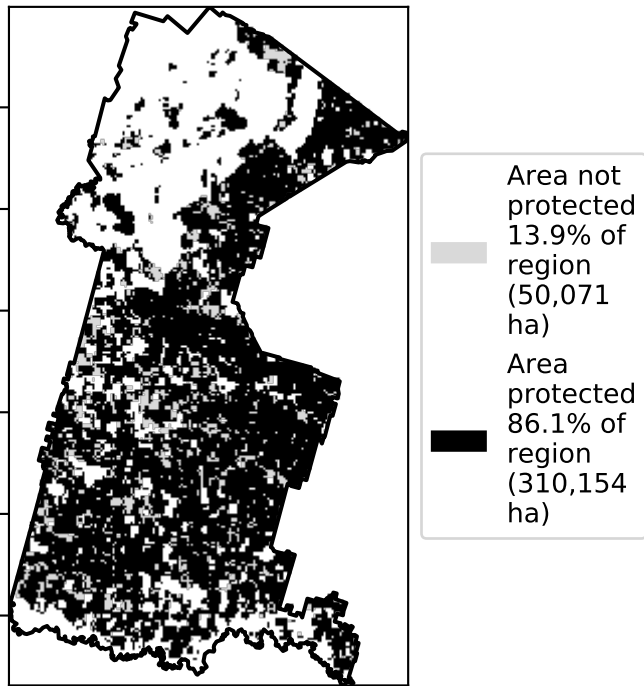 Area not
protected
13.9% of
region
(50,071
ha)
Area
protected
86.1% of
region
(310,154
ha)